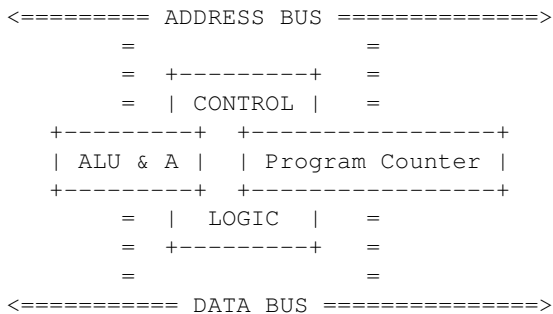 <========= ADDRESS BUS ==============>
= =
= +---------+ =
= | CONTROL | =
+---------+ +-----------------+
| ALU & A | | Program Counter |
+---------+ +-----------------+
= | LOGIC | =
= +---------+ =
= =
<=========== DATA BUS ===============>